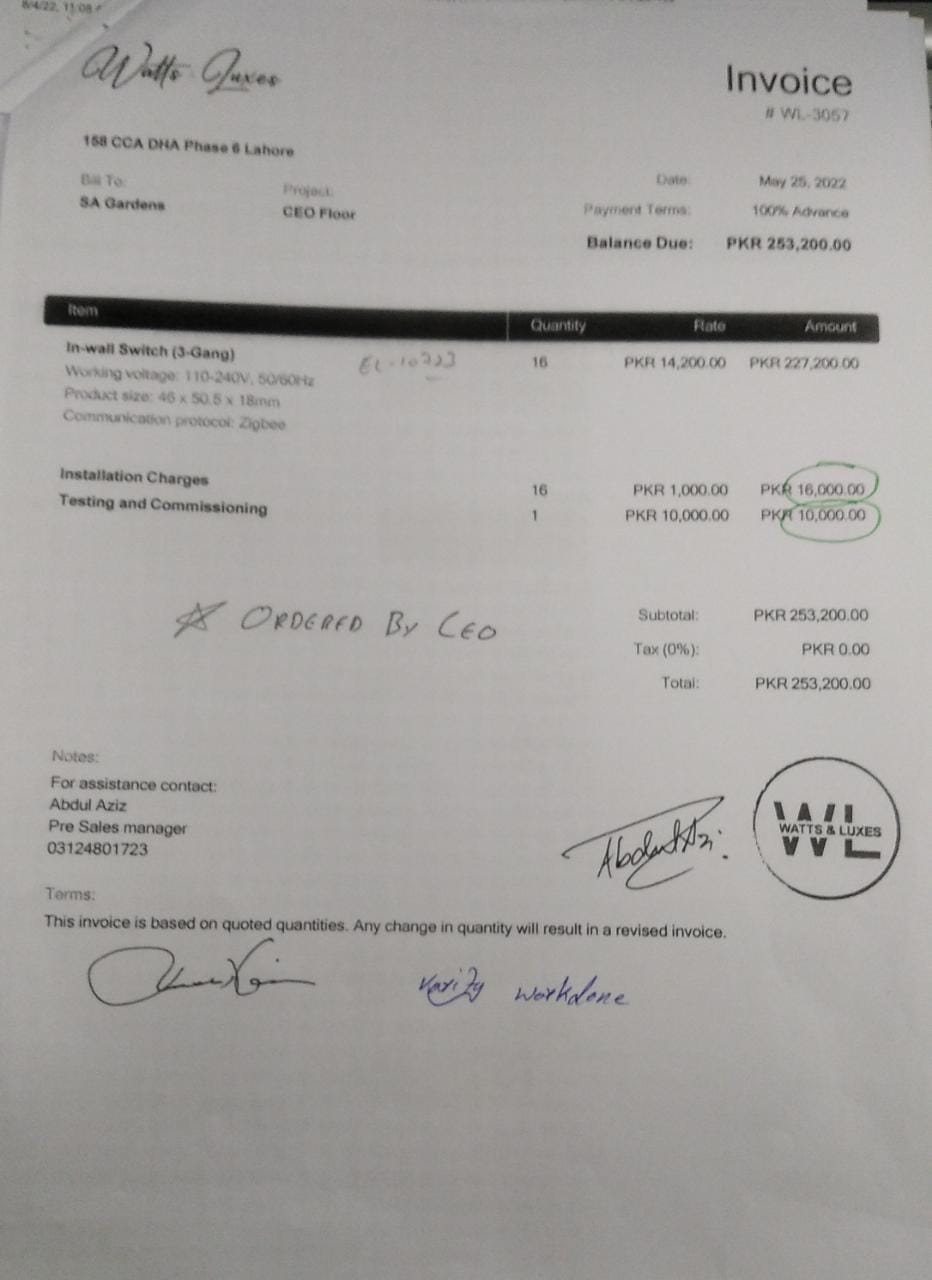 8/4/22, 11:08
Watts Luxes
Invoice
# WL-3057
158 CCA DHA Phase 6 Lahore
Bill To:
SA Gardens
Project:
CEO Floor
Date: May 25, 2022
Payment Terms: 100% Advance
Balance Due: PKR 253,200.00
Item Quantity Rate Amount
In-wall Switch (3-Gang) 16 PKR 14,200.00 PKR 227,200.00
Working voltage: 110-240V, 50/60Hz
Product size: 46 x 50.5 x 18mm
Communication protocol: Zigbee
EL-10223
Installation Charges 16 PKR 1,000.00 PKR 16,000.00
Testing and Commissioning 1 PKR 10,000.00 PKR 10,000.00
ORDERED By CEO
Subtotal: PKR 253,200.00
Tax (0%): PKR 0.00
Total: PKR 253,200.00
Notes:
For assistance contact:
Abdul Aziz
Pre Sales manager
03124801723
WL
WATTS & LUXES
Terms:
This invoice is based on quoted quantities. Any change in quantity will result in a revised invoice.
Varify workdone